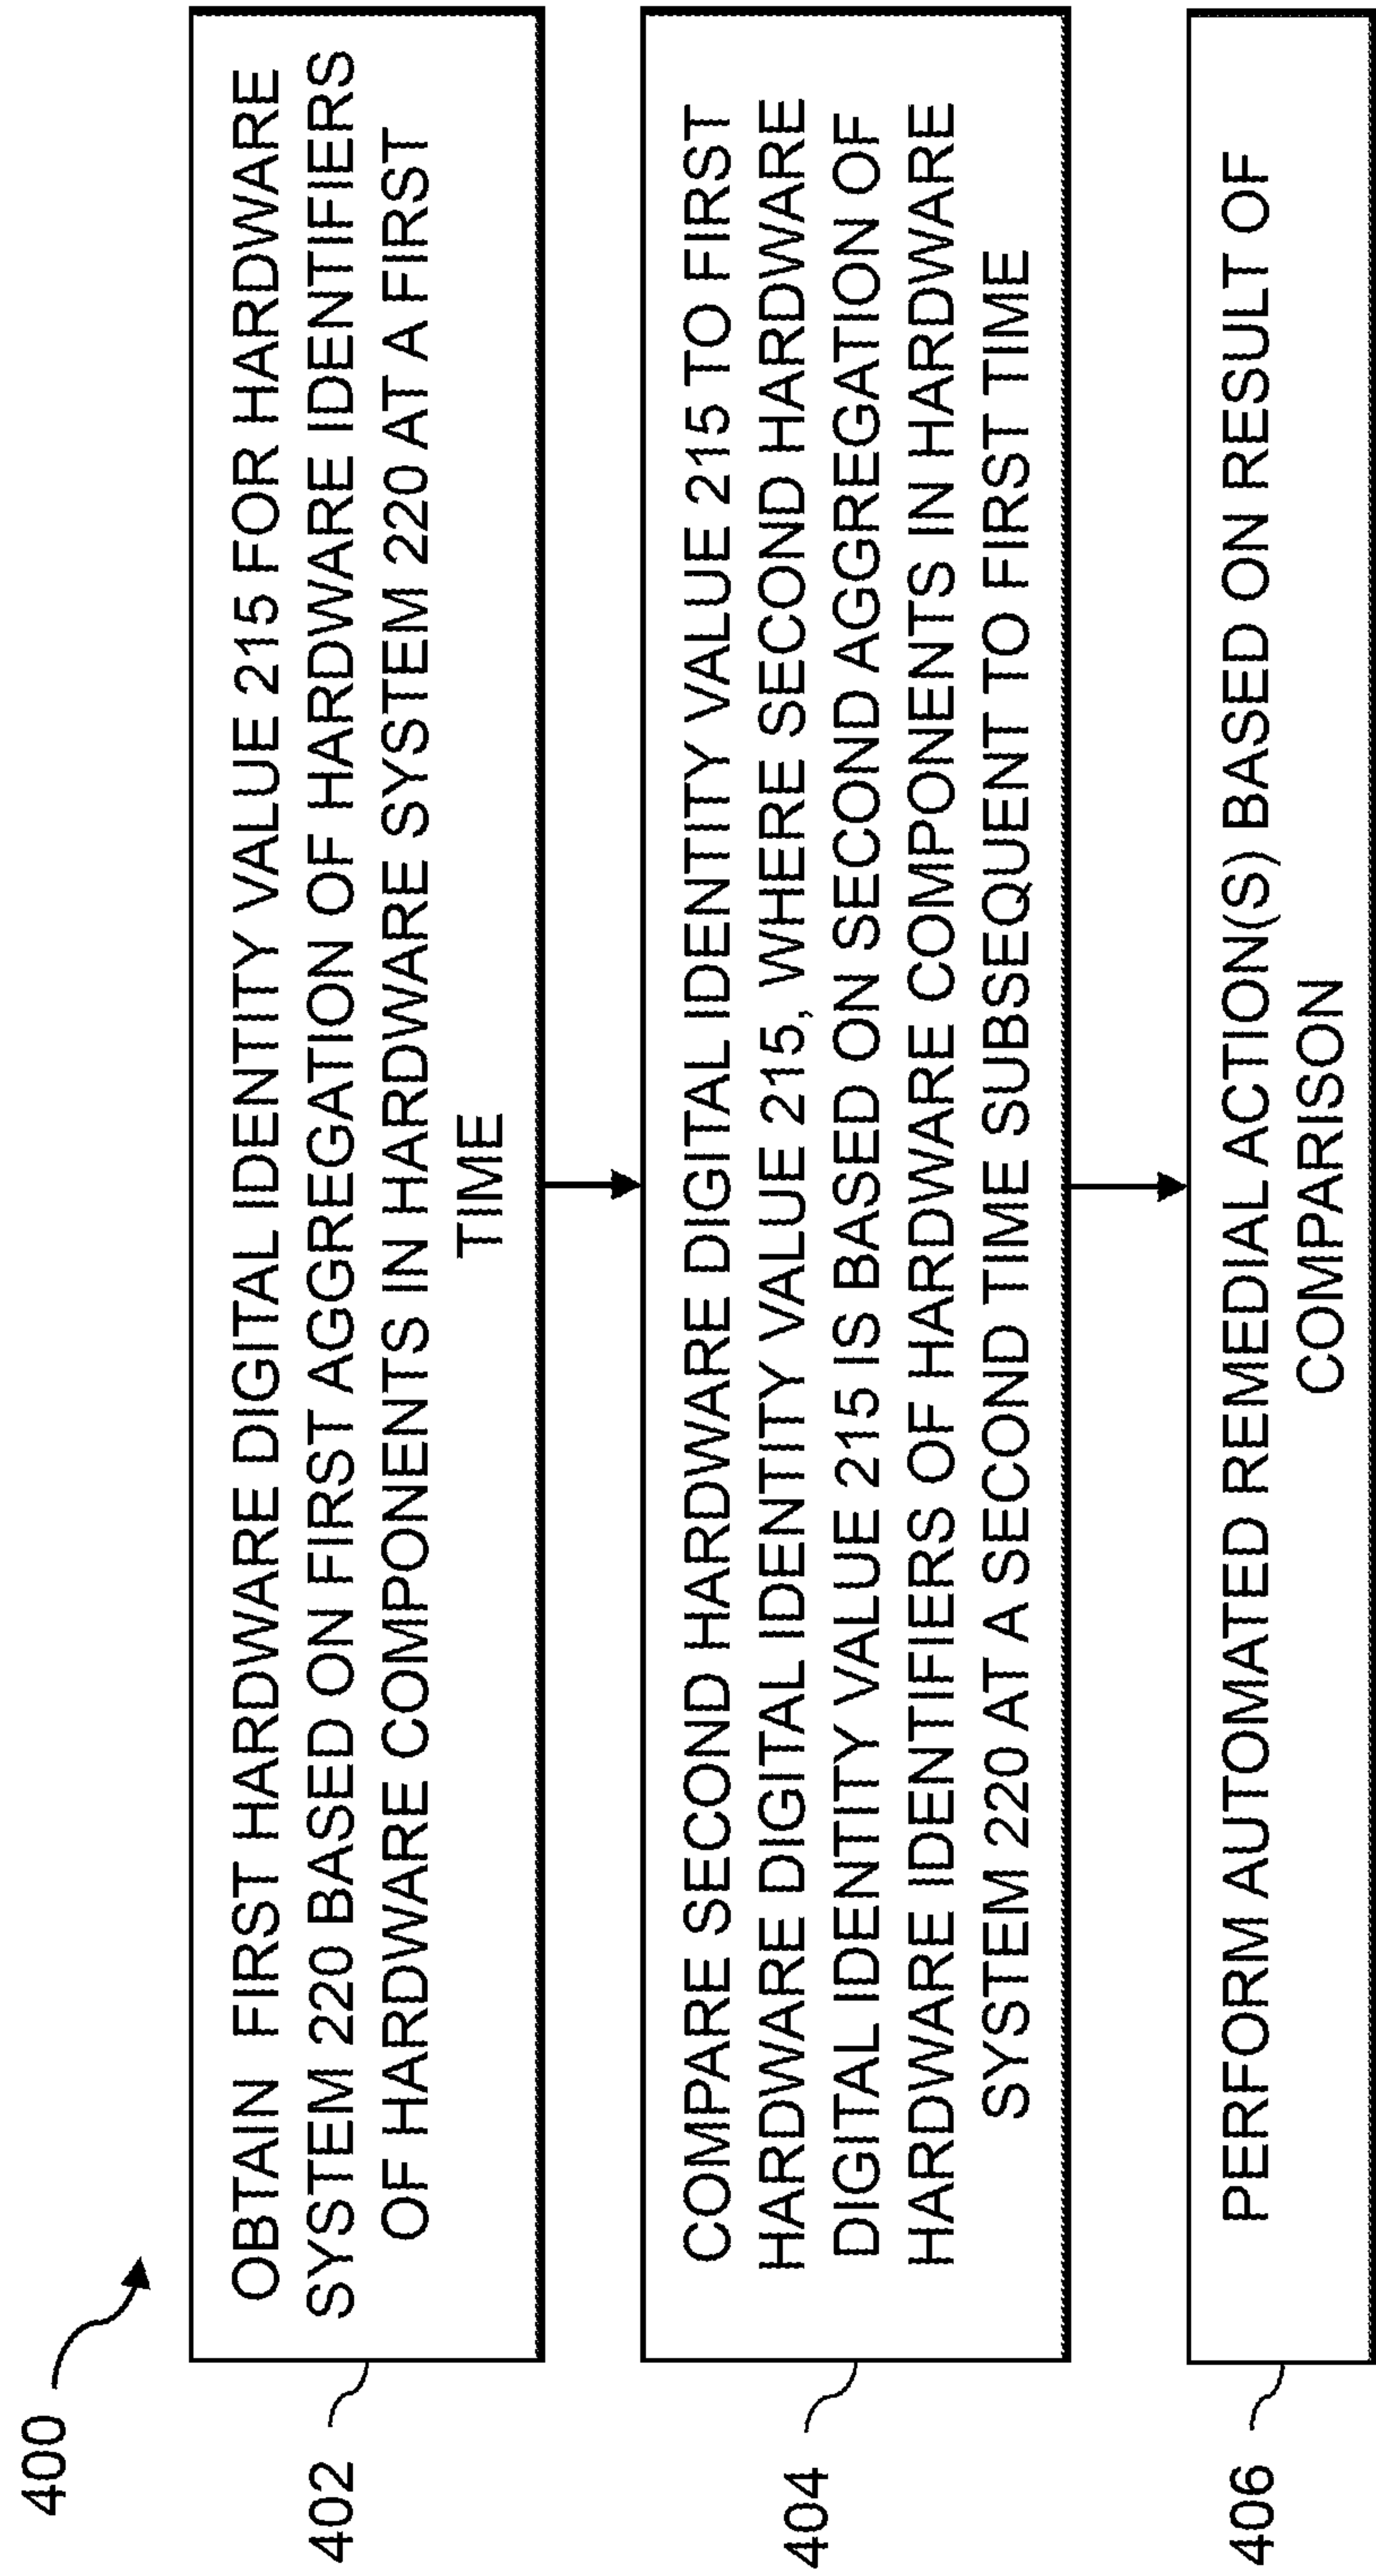 400
402
OBTAIN FIRST HARDWARE DIGITAL IDENTITY VALUE 215 FOR HARDWARE
SYSTEM 220 BASED ON FIRST AGGREGATION OF HARDWARE IDENTIFIERS
OF HARDWARE COMPONENTS IN HARDWARE SYSTEM 220 AT A FIRST
TIME
404
COMPARE SECOND HARDWARE DIGITAL IDENTITY VALUE 215 TO FIRST
HARDWARE DIGITAL IDENTITY VALUE 215, WHERE SECOND HARDWARE
DIGITAL IDENTITY VALUE 215 IS BASED ON SECOND AGGREGATION OF
HARDWARE IDENTIFIERS OF HARDWARE COMPONENTS IN HARDWARE
SYSTEM 220 AT A SECOND TIME SUBSEQUENT TO FIRST TIME
406
PERFORM AUTOMATED REMEDIAL ACTION(S) BASED ON RESULT OF
COMPARISON